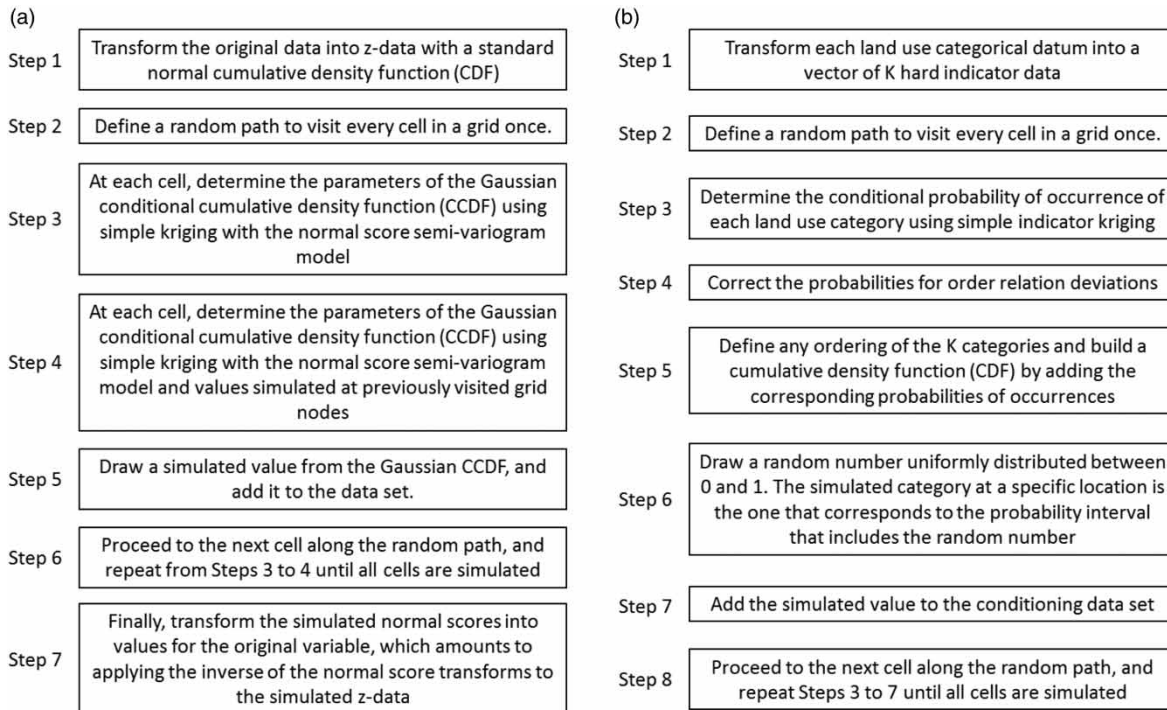 (a)
Step 1
Transform the original data into z-data with a standard
normal cumulative density function (CDF)
Step 2
Define a random path to visit every cell in a grid once.
Step 3
At each cell, determine the parameters of the Gaussian
conditional cumulative density function (CCDF) using
simple kriging with the normal score semi-variogram
model
Step 4
At each cell, determine the parameters of the Gaussian
conditional cumulative density function (CCDF) using
simple kriging with the normal score semi-variogram
model and values simulated at previously visited grid
nodes
Step 5
Draw a simulated value from the Gaussian CCDF, and
add it to the data set.
Step 6
Proceed to the next cell along the random path, and
repeat from Steps 3 to 4 until all cells are simulated
Step 7
Finally, transform the simulated normal scores into
values for the original variable, which amounts to
applying the inverse of the normal score transforms to
the simulated z-data
(b)
Step 1
Transform each land use categorical datum into a
vector of K hard indicator data
Step 2
Define a random path to visit every cell in a grid once.
Step 3
Determine the conditional probability of occurrence of
each land use category using simple indicator kriging
Step 4
Correct the probabilities for order relation deviations
Step 5
Define any ordering of the K categories and build a
cumulative density function (CDF) by adding the
corresponding probabilities of occurrences
Step 6
Draw a random number uniformly distributed between
0 and 1. The simulated category at a specific location is
the one that corresponds to the probability interval
that includes the random number
Step 7
Add the simulated value to the conditioning data set
Step 8
Proceed to the next cell along the random path, and
repeat Steps 3 to 7 until all cells are simulated